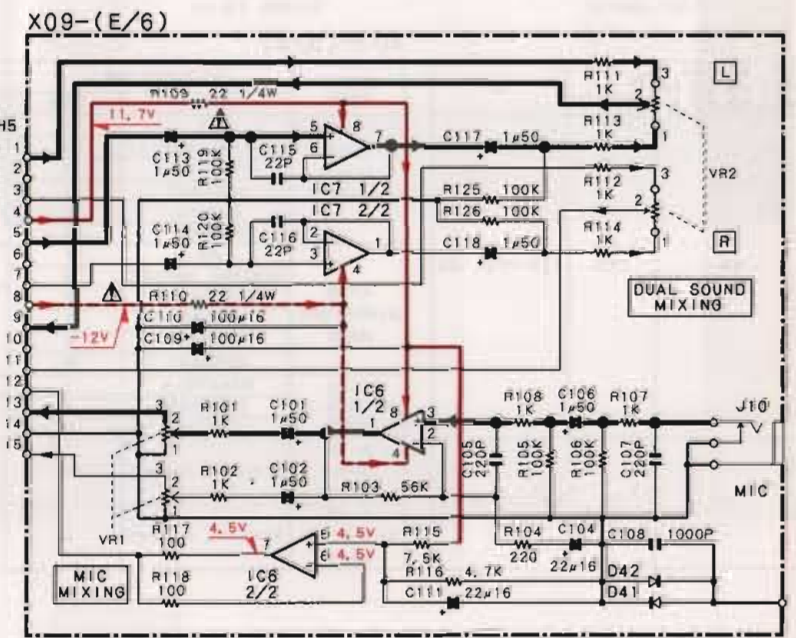 X09-(E/6)
H5
1
2
3
4
5
6
7
8
9
10
11
12
13
14
15
R109 22 1/4W
11.7V
C113
1µ50
R119
100K
C115
22P
5
6
8
7
IC7 1/2
IC7 2/2
C114
1µ50
R120
100K
C116
22P
2
3
1
4
C117 1µ50
R125 100K
R126 100K
C118 1µ50
R111
1K
R113
1K
R112
1K
R114
1K
3
2
1
3
2
1
VR2
L
R
DUAL SOUND
MIXING
R110 22 1/4W
-12V
C110 100µ16
C109 + 100µ16
IC6
1/2
8
3
1
2
4
3
2
1
3
2
1
R101
1K
C101
1µ50
R102
1K
C102
1µ50
R103 56K
C105
220P
R108
1K
R105
100K
C106
1µ50
R106
100K
R107
1K
C107
220P
J10
MIC
VR1
MIC
MIXING
R117
100
R118
100
4.5V
7
5
6
4.5V
4.5V
IC6
2/2
R115
7.5K
R116 4.7K
C111 22µ16
R104
220
C104
22µ16
C108 1000P
D42
D41